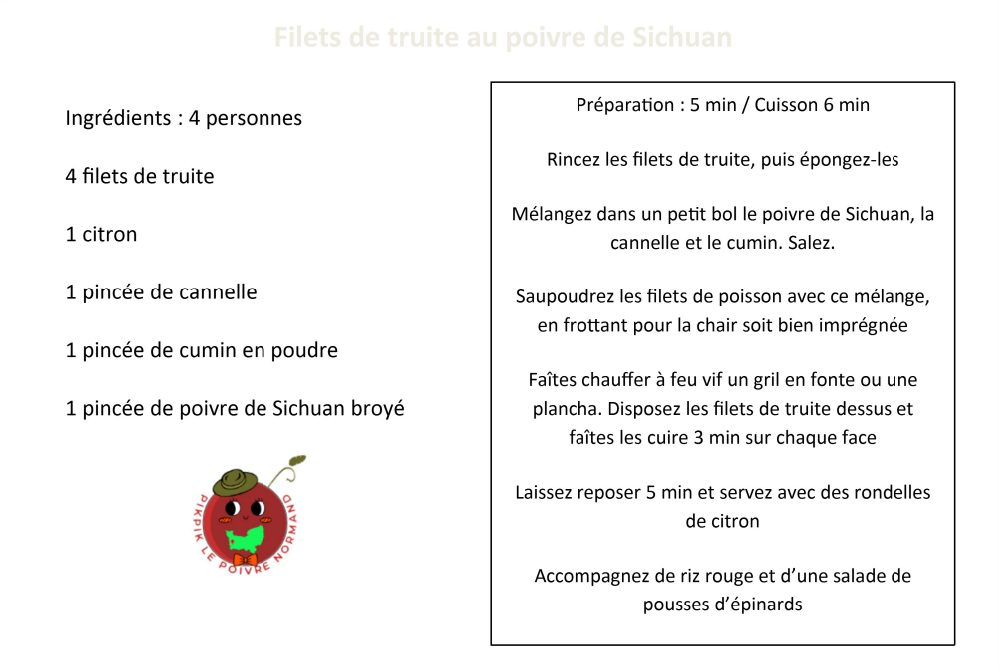 Filets de truite au poivre de Sichuan
Ingrédients : 4 personnes
4 filets de truite
1 citron
1 pincée de cannelle
1 pincée de cumin en poudre
1 pincée de poivre de Sichuan broyé
PIKPIK LE POIVRE NORMAND
Préparation : 5 min / Cuisson 6 min
Rincez les filets de truite, puis épongez-les
Mélangez dans un petit bol le poivre de Sichuan, la
cannelle et le cumin. Salez.
Saupoudrez les filets de poisson avec ce mélange,
en frottant pour la chair soit bien imprégnée
Faîtes chauffer à feu vif un gril en fonte ou une
plancha. Disposez les filets de truite dessus et
faîtes les cuire 3 min sur chaque face
Laissez reposer 5 min et servez avec des rondelles
de citron
Accompagnez de riz rouge et d’une salade de
pousses d’épinards